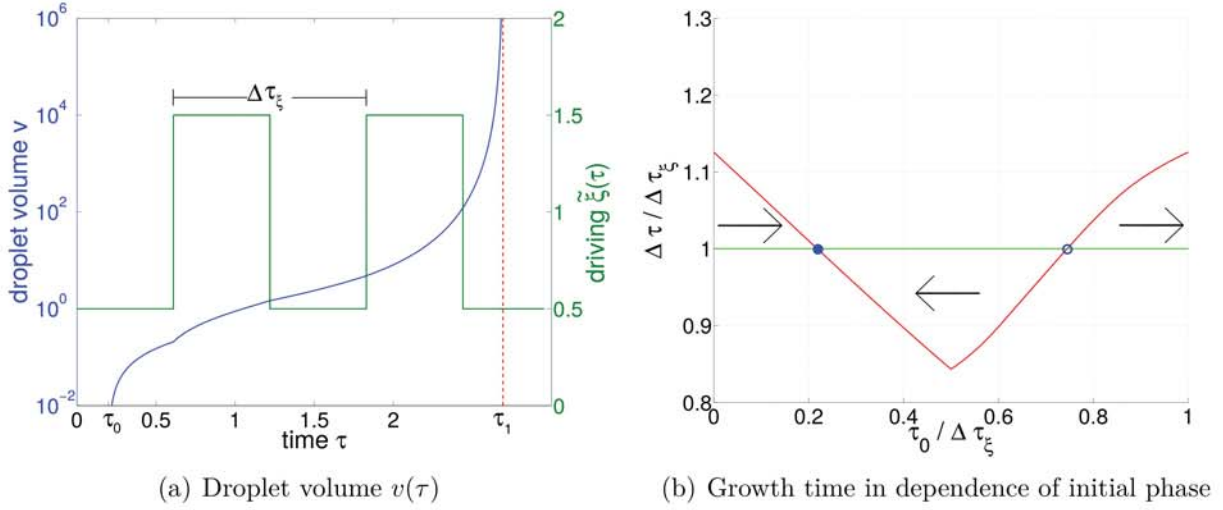 10^6
10^4
10^2
10^0
10^-2
droplet volume v
0 τ_0 0.5 1 1.5 2 τ_1
time τ
2
1.5
1
0.5
0
driving ξ̃(τ)
Δτ_ξ
(a) Droplet volume v(τ)
1.3
1.2
1.1
1
0.9
0.8
Δ τ / Δ τ_ξ
0 0.2 0.4 0.6 0.8 1
τ_0 / Δ τ_ξ
(b) Growth time in dependence of initial phase